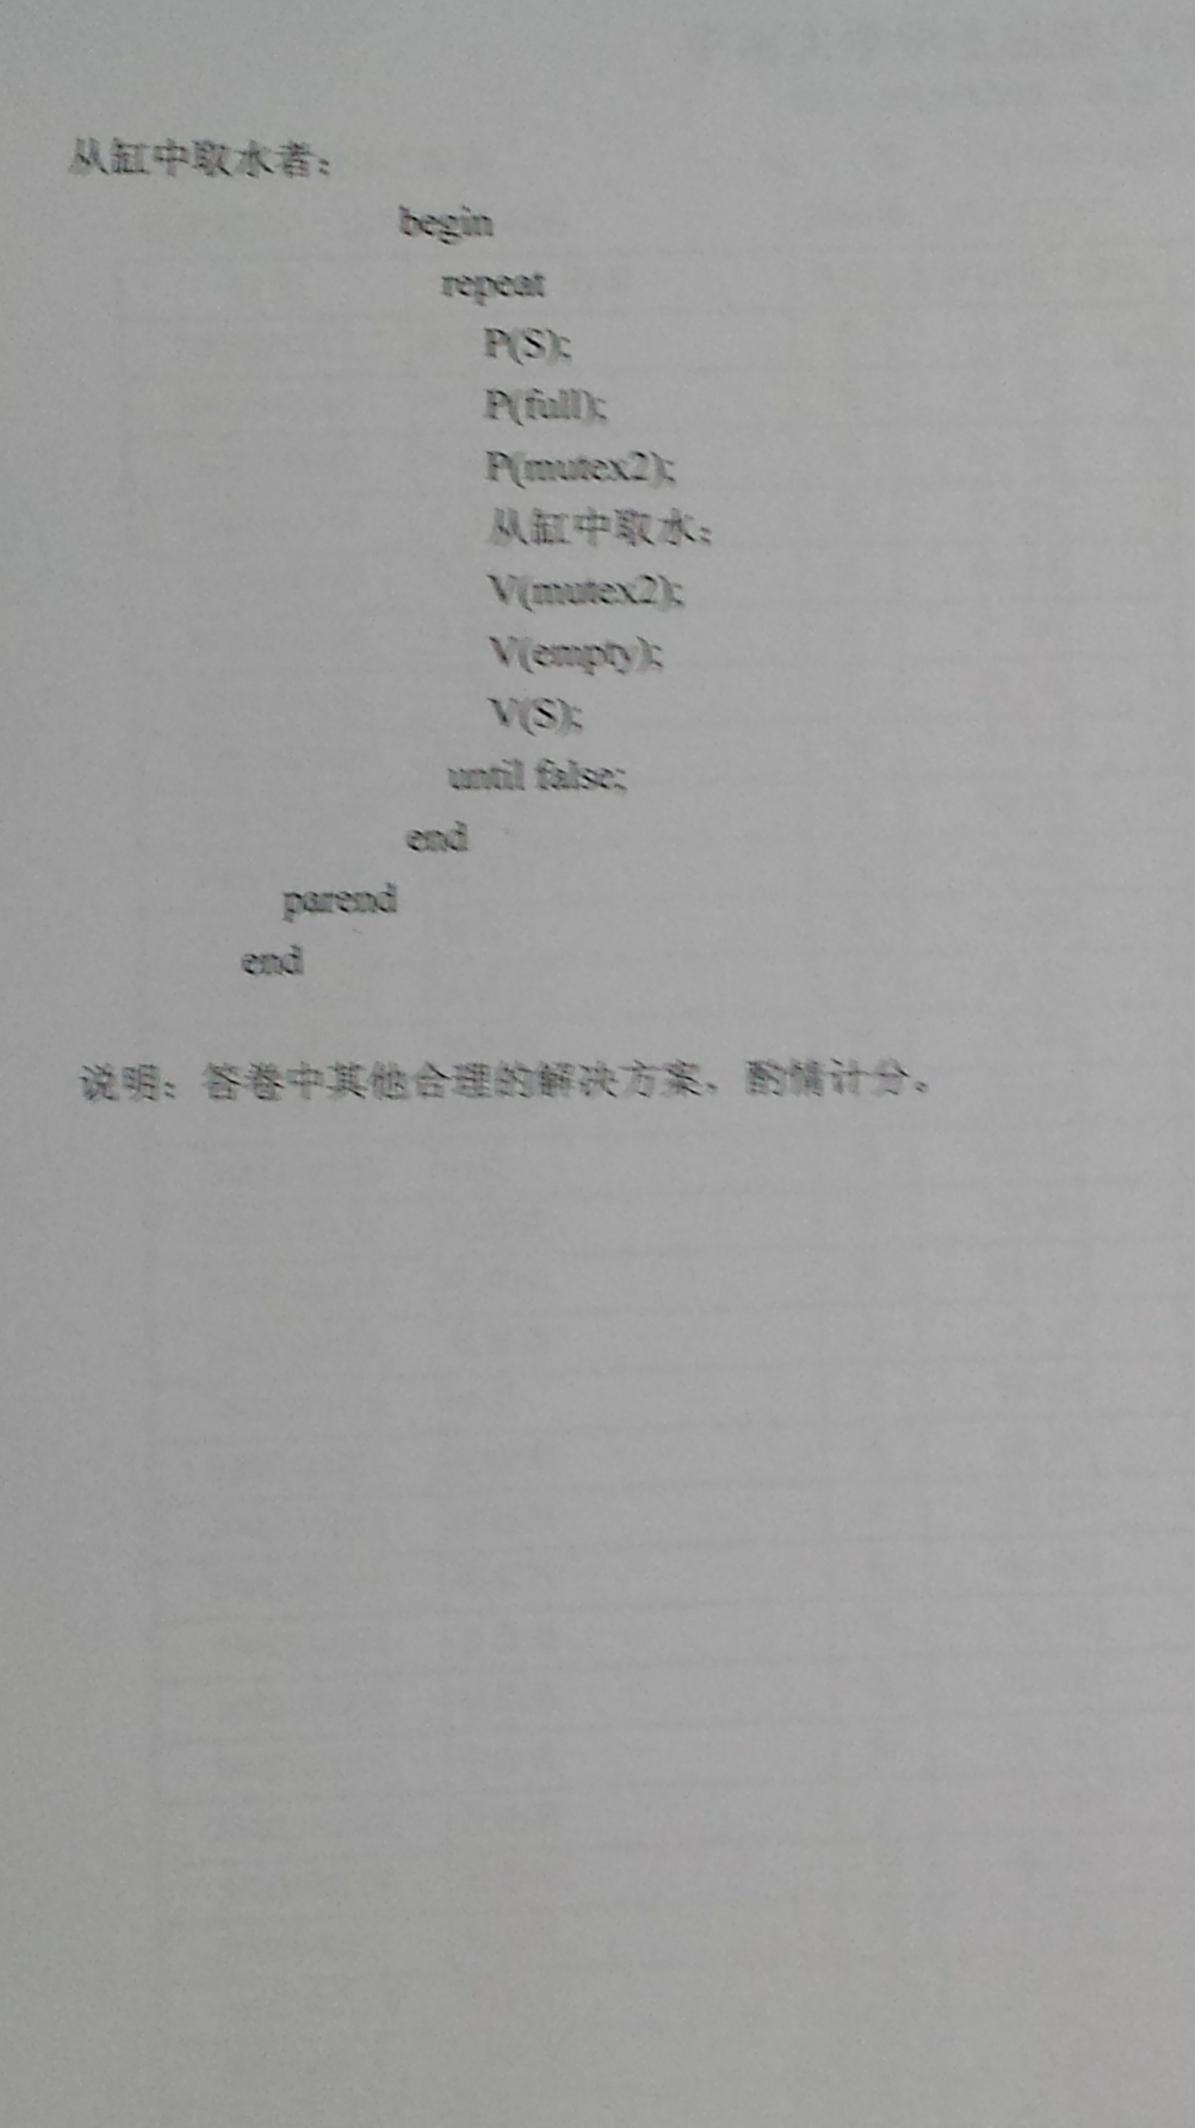 从缸中取水者：
begin
repeat
P(S);
P(full);
P(mutex2);
从缸中取水；
V(mutex2);
V(empty);
V(S);
until false;
end
parend
end
说明：答卷中其他合理的解决方案，酌情计分。